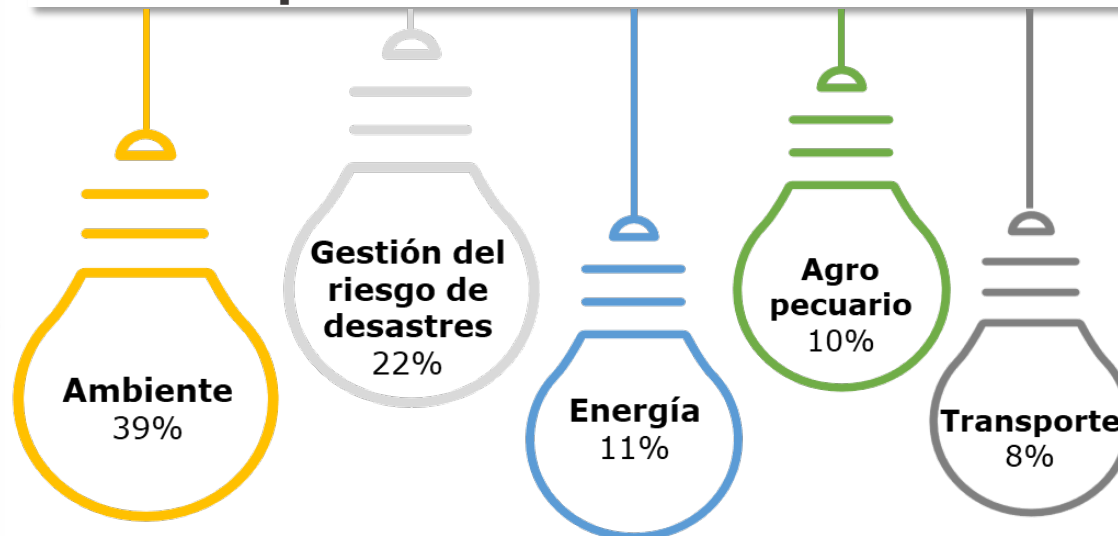 Ambiente
39%
Gestión del
riesgo de
desastres
22%
Energía
11%
Agro
pecuario
10%
Transporte
8%